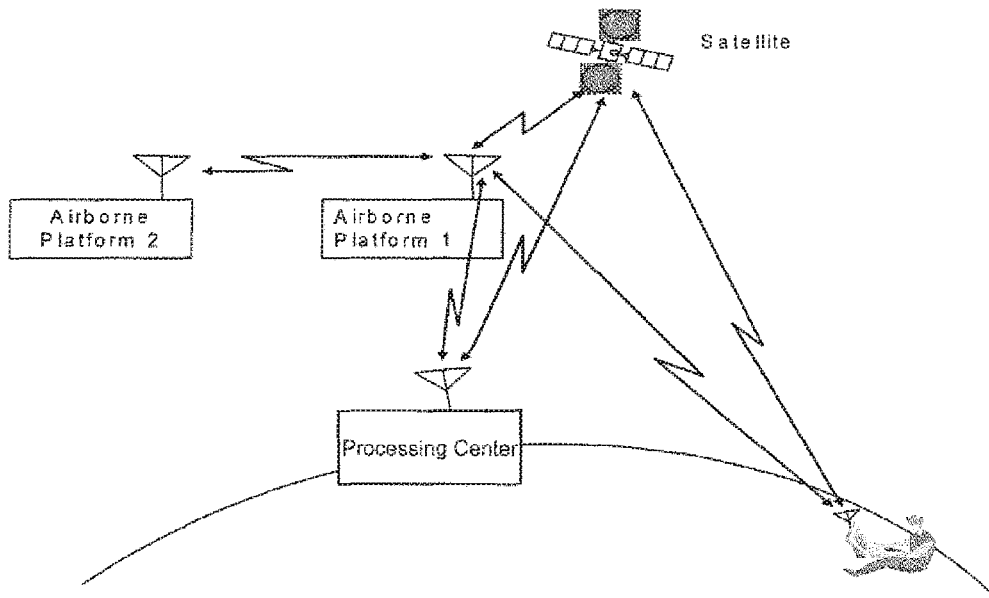 Satellite
Airborne
Platform 2
Airborne
Platform 1
Processing Center